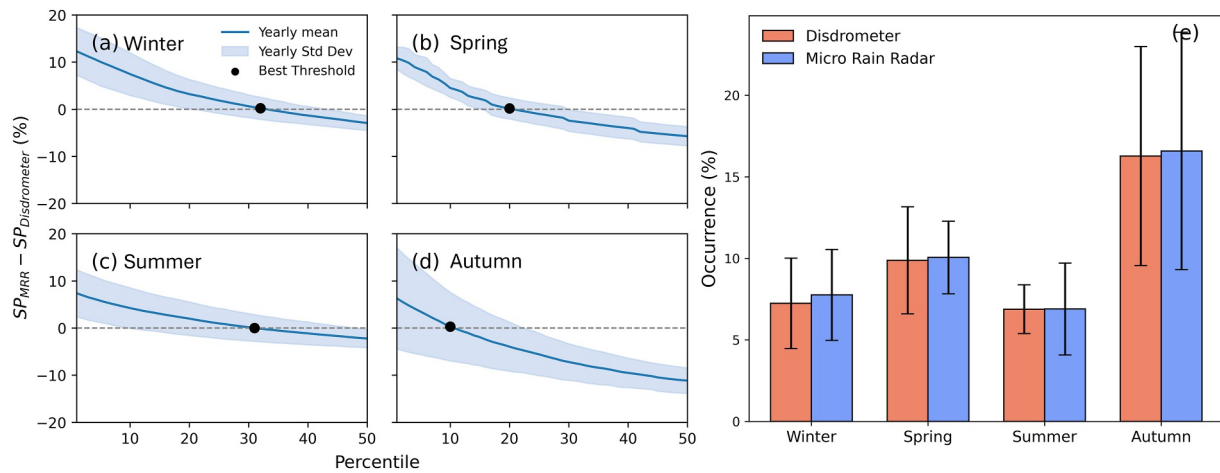 (a) Winter
Yearly mean
Yearly Std Dev
Best Threshold
(b) Spring
20
10
0
−10
−20
(c) Summer
(d) Autumn
20
10
0
−10
−20
10 20 30 40 50
10 20 30 40 50
SP_MRR − SP_Disdrometer (%)
Percentile
(e)
Disdrometer
Micro Rain Radar
Occurrence (%)
20
15
10
5
0
Winter Spring Summer Autumn